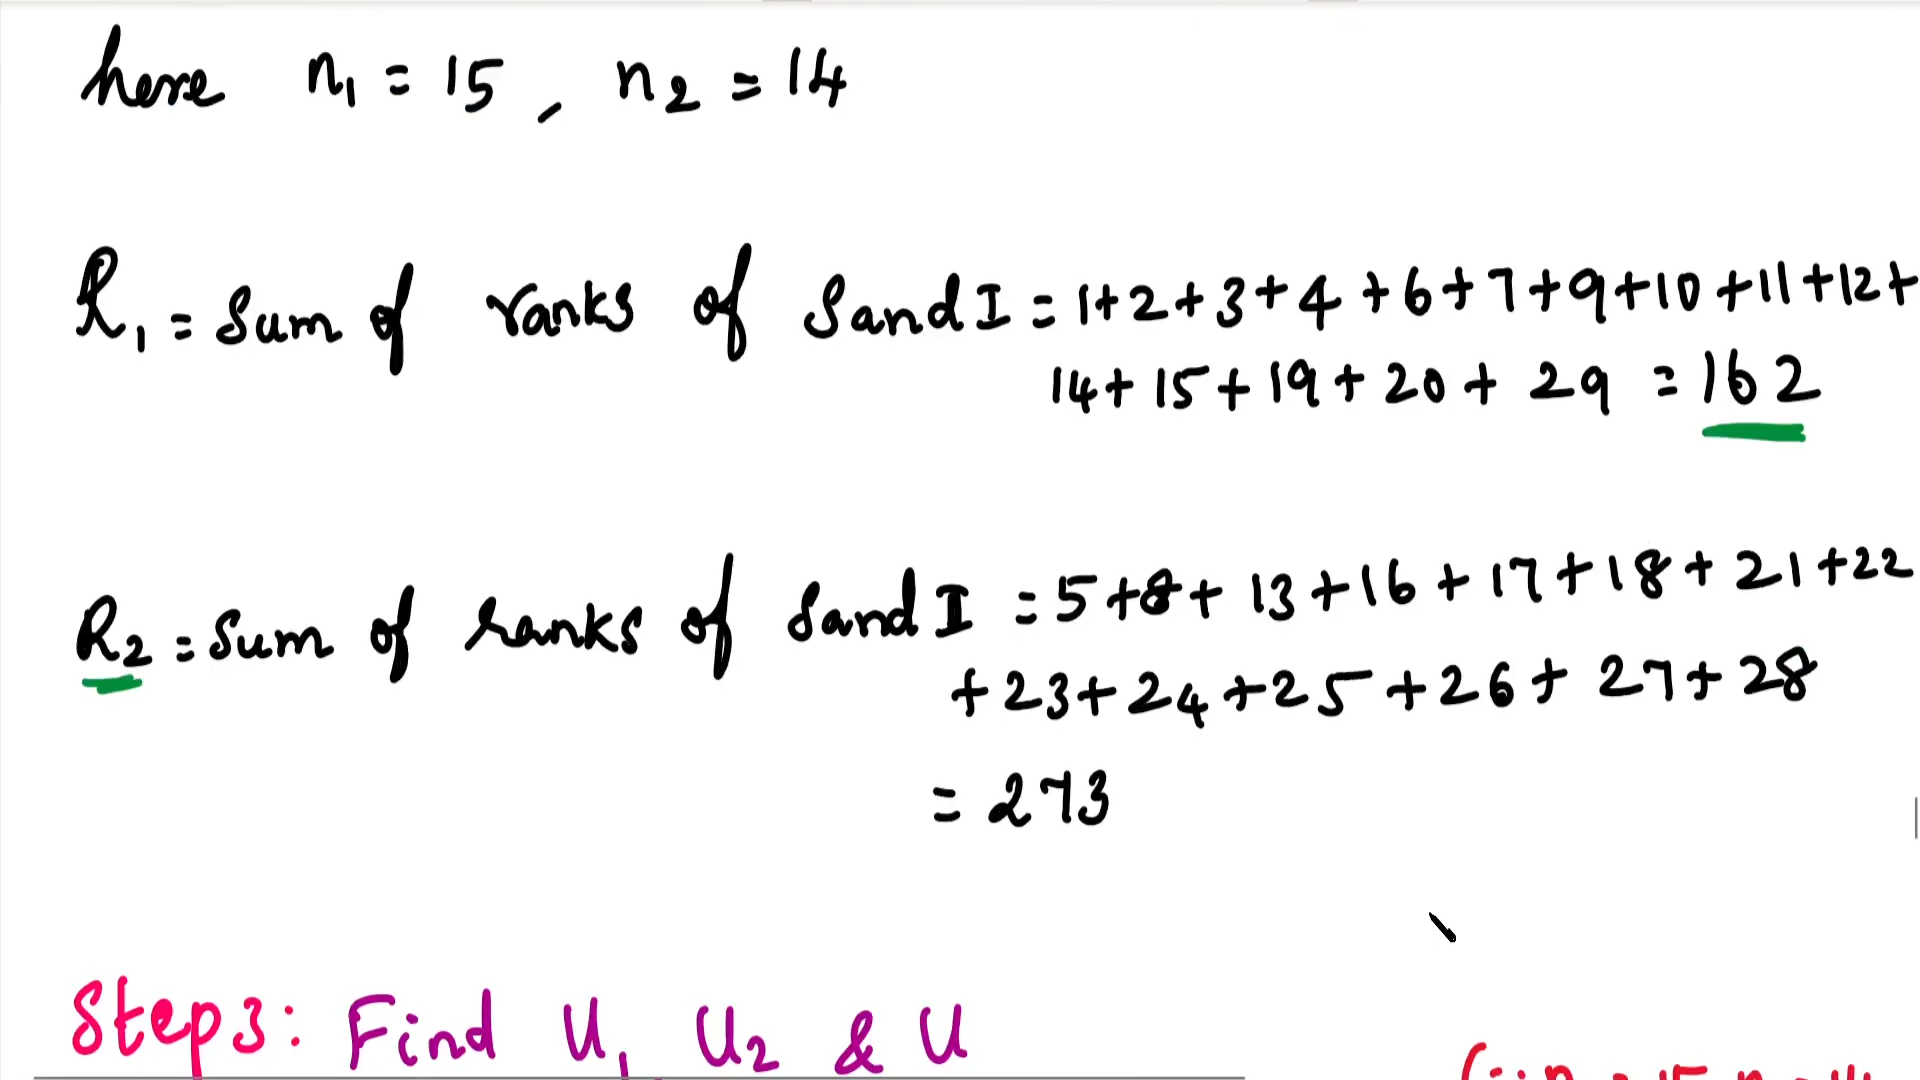 here n₁ = 15, n₂ = 14
R₁ = Sum of ranks of Sand I = 1+2+3+4+6+7+9+10+11+12+
14+15+19+20+29 = 162
R₂ = Sum of ranks of Sand I = 5+8+13+16+17+18+21+22
+23+24+25+26+27+28
= 273
Step3: Find U₁ U₂ & U